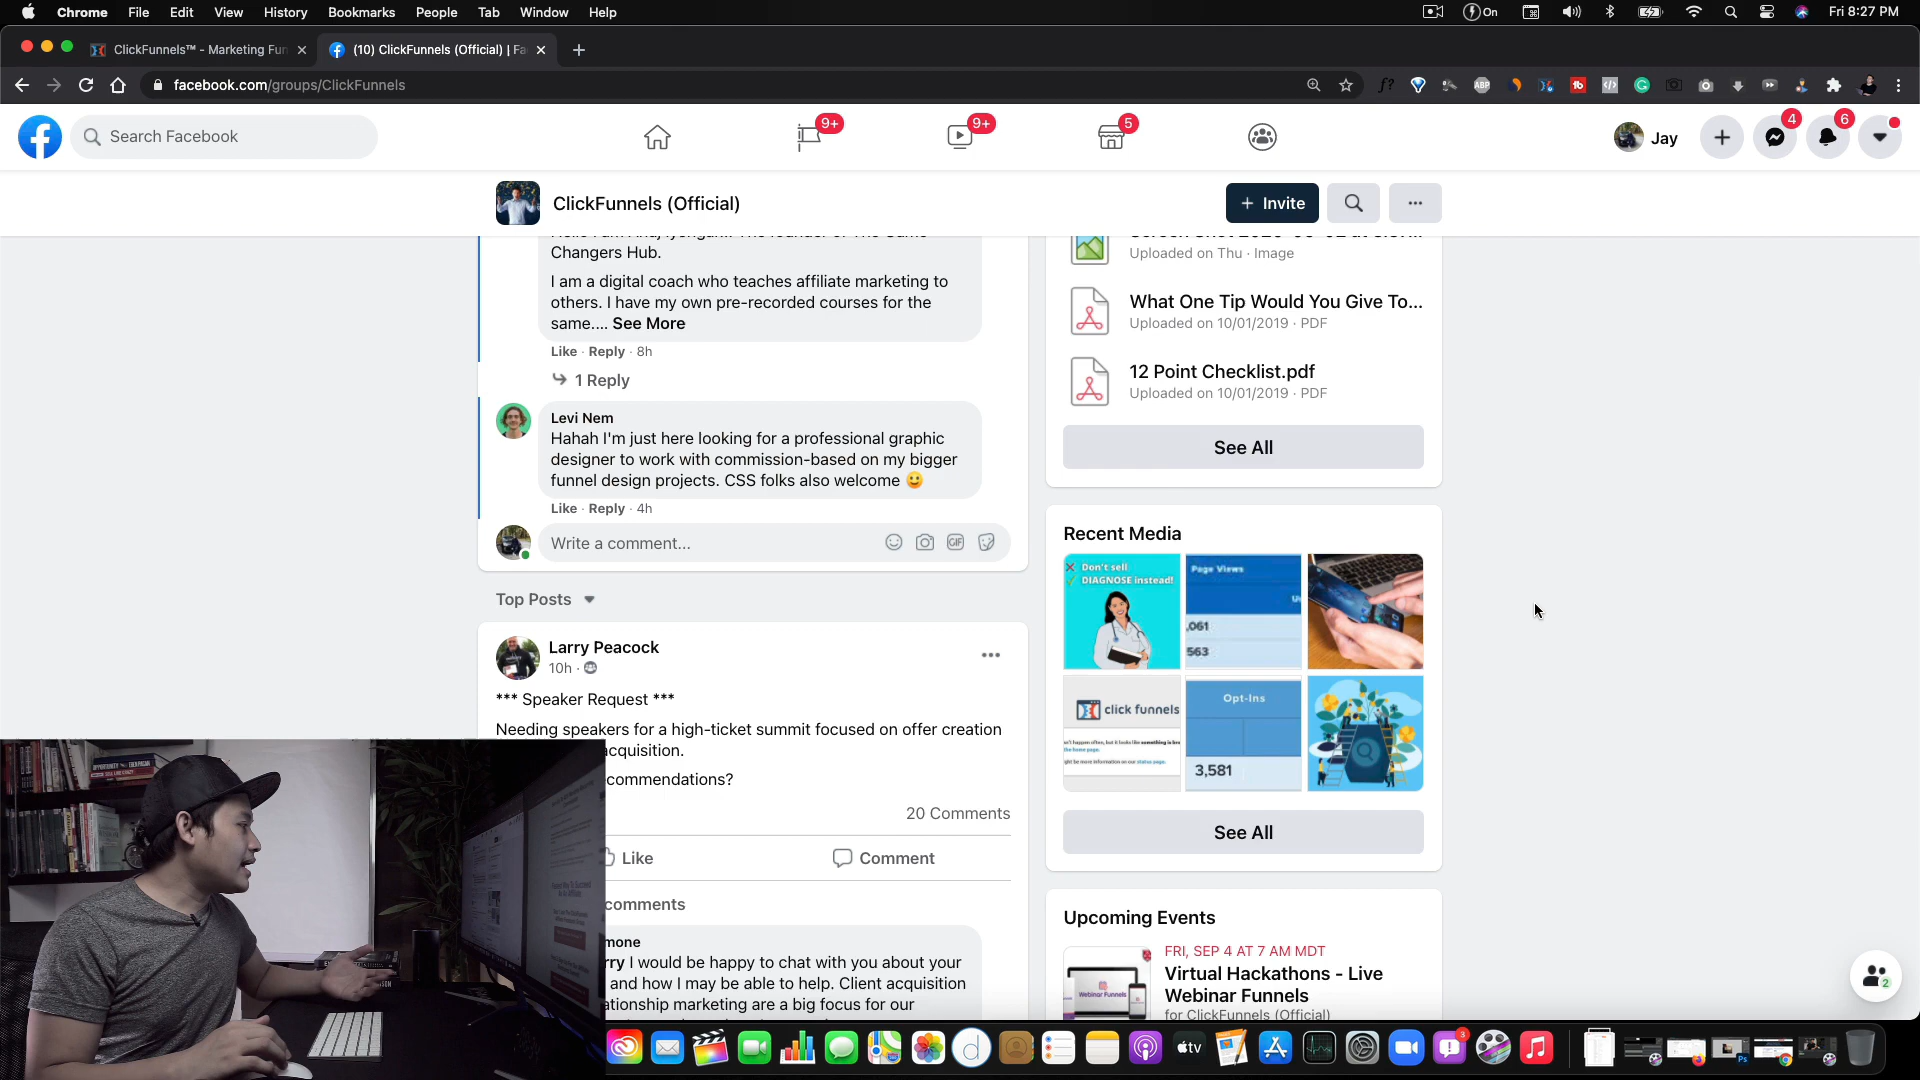 Chrome File Edit View History Bookmarks People Tab Window Help
On
Fri 8:27 PM
ClickFunnels™ - Marketing Fun
(10) ClickFunnels (Official) | Fa
facebook.com/groups/ClickFunnels
Search Facebook
9+
9+
5
Jay
4
6
ClickFunnels (Official)
Invite
Changers Hub.
I am a digital coach who teaches affiliate marketing to
others. I have my own pre-recorded courses for the
same.... See More
Like · Reply · 8h
1 Reply
Levi Nem
Hahah I'm just here looking for a professional graphic
designer to work with commission-based on my bigger
funnel design projects. CSS folks also welcome 😀
Like · Reply · 4h
Write a comment...
GIF
Top Posts
Larry Peacock
10h
*** Speaker Request ***
Needing speakers for a high-ticket summit focused on offer creation
acquisition.
commendations?
20 Comments
Like
Comment
comments
mone
rry I would be happy to chat with you about your
and how I may be able to help. Client acquisition
ationship marketing are a big focus for our
Uploaded on Thu · Image
What One Tip Would You Give To...
Uploaded on 10/01/2019 · PDF
12 Point Checklist.pdf
Uploaded on 10/01/2019 · PDF
See All
Recent Media
Don't sell
DIAGNOSE instead!
Page Views
,061
563
click funnels
Opt-Ins
3,581
See All
Upcoming Events
FRI, SEP 4 AT 7 AM MDT
Virtual Hackathons - Live
Webinar Funnels
for ClickFunnels (Official)
Webinar Funnels
2
tv
3